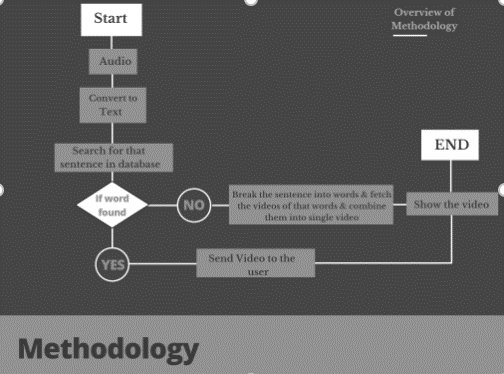 Start
Overview of
Methodology
Audio
Convert to
Text
Search for that
sentence in database
END
If word
found
NO
Break the sentence into words & fetch
the videos of that words & combine
them into single video
Show the video
YES
Send Video to the
user
Methodology